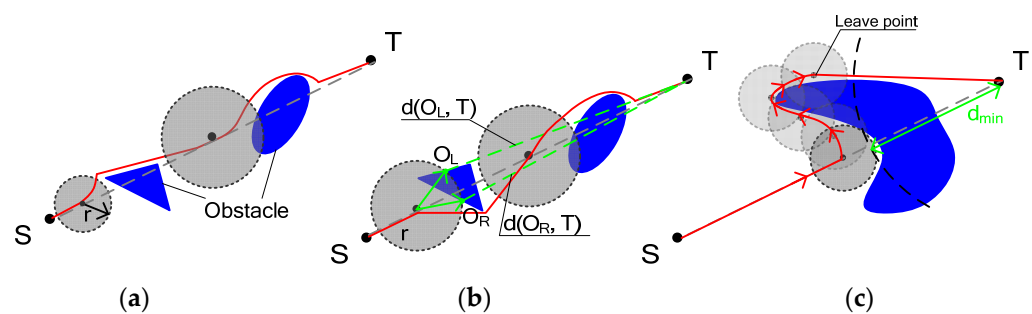 T
r
Obstacle
S
(a)
T
d(O_L, T)
O_L
O_R
r
d(O_R, T)
S
(b)
Leave point
T
d_min
S
(c)